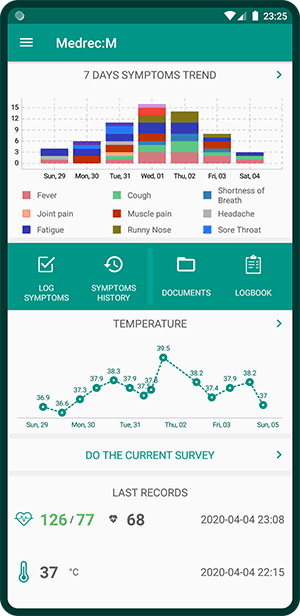 23:25
Medrec:M
7 DAYS SYMPTOMS TREND
15
12
9
6
3
0
Sun, 29 Mon, 30 Tue, 31 Wed, 01 Thu, 02 Fri, 03 Sat, 04
Fever Cough Shortness of
Breath
Joint pain Muscle pain Headache
Fatigue Runny Nose Sore Throat
LOG
SYMPTOMS
SYMPTOMS
HISTORY
DOCUMENTS
LOGBOOK
TEMPERATURE
36.9 36.6 37.3 37.9 38.3 37.9 37.3 39.5 38.2 37.4 37.9 38.2 37
Sun, 29 Mon, 30 Tue, 31 Thu, 02 Fri, 03 Sun, 05
DO THE CURRENT SURVEY
LAST RECORDS
126/77 68 2020-04-04 23:08
37 °C 2020-04-04 22:15